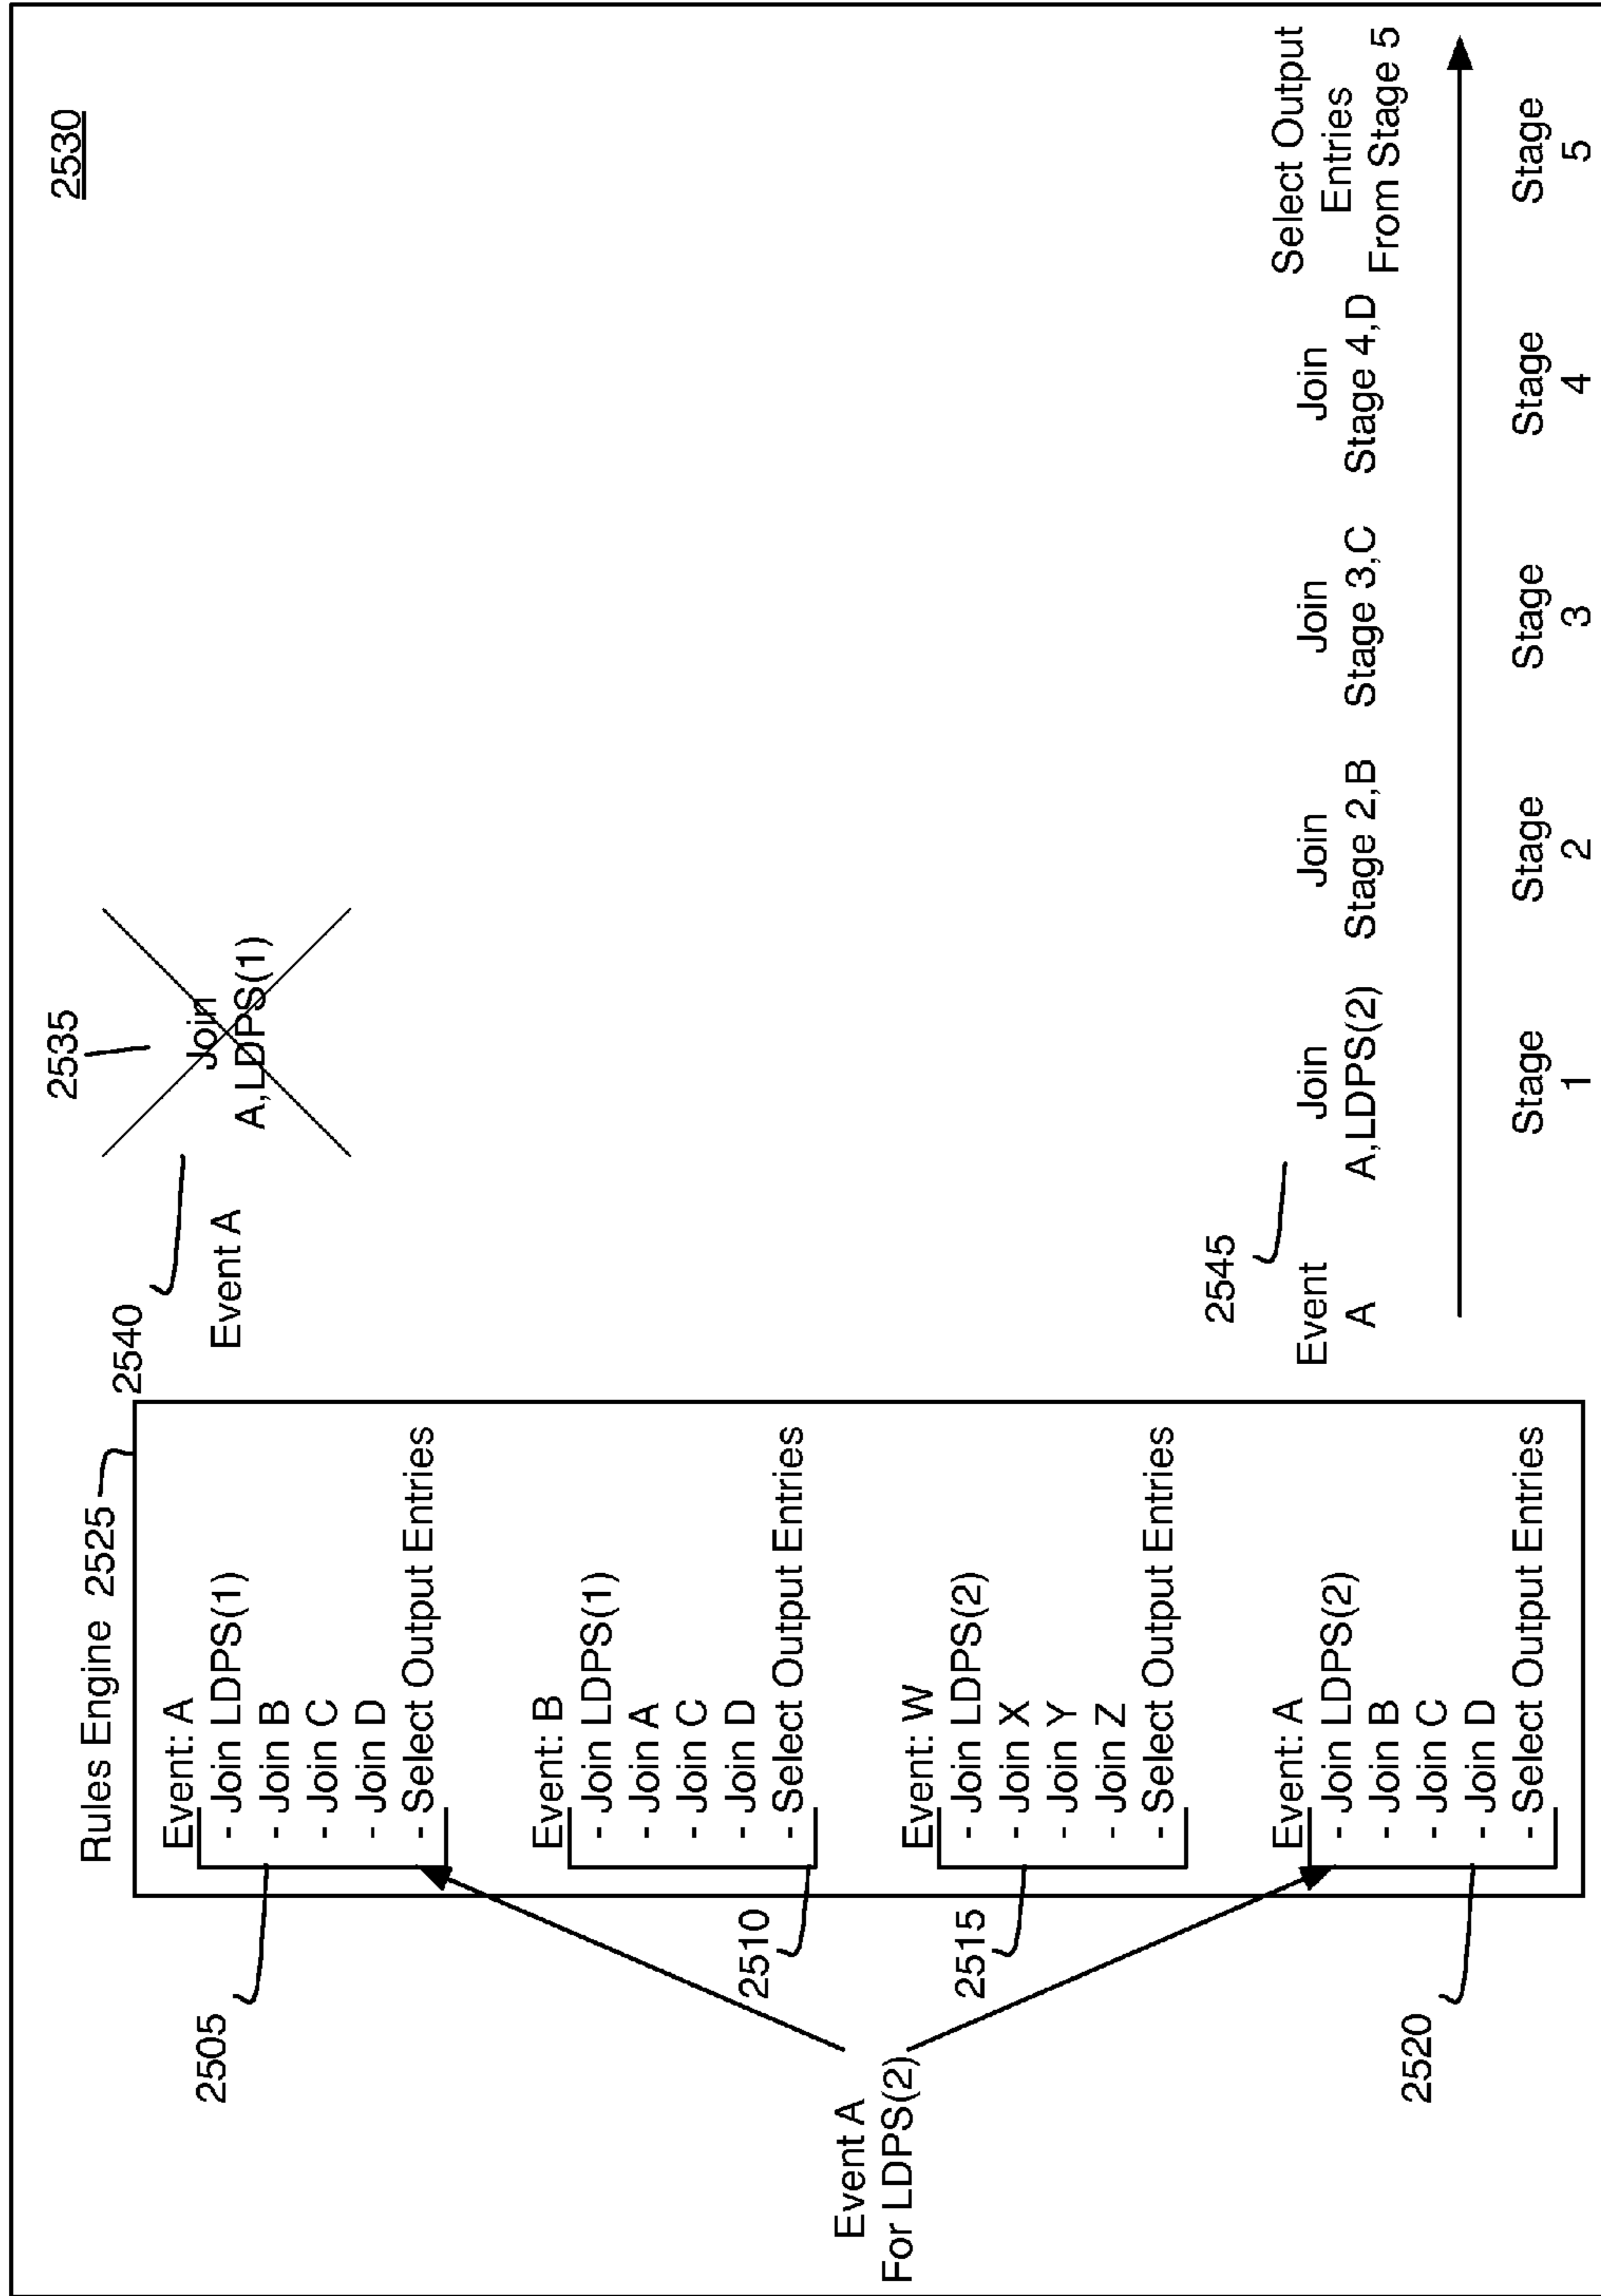 2530
Rules Engine 2525
Event: A
- Join LDPS(1)
- Join B
- Join C
- Join D
- Select Output Entries
Event: B
- Join LDPS(1)
- Join A
- Join C
- Join D
- Select Output Entries
Event: W
- Join LDPS(2)
- Join X
- Join Y
- Join Z
- Select Output Entries
Event: A
- Join LDPS(2)
- Join B
- Join C
- Join D
- Select Output Entries
2505
2510
2515
2520
Event A
For LDPS(2)
2540
2535
Event A
Join
A,LDPS(1)
2545
Event
A
Join
A,LDPS(2)
Join
Stage 2,B
Join
Stage 3,C
Join
Stage 4,D
Select Output
Entries
From Stage 5
Stage
1
Stage
2
Stage
3
Stage
4
Stage
5